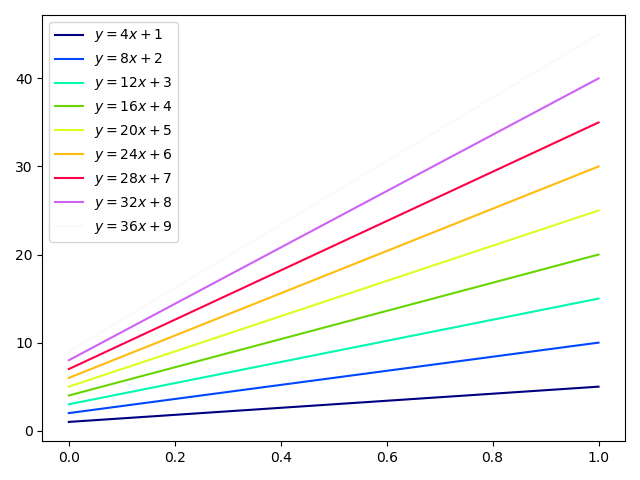 y = 4x + 1
y = 8x + 2
y = 12x + 3
y = 16x + 4
y = 20x + 5
y = 24x + 6
y = 28x + 7
y = 32x + 8
y = 36x + 9
40
30
20
10
0
0.0 0.2 0.4 0.6 0.8 1.0